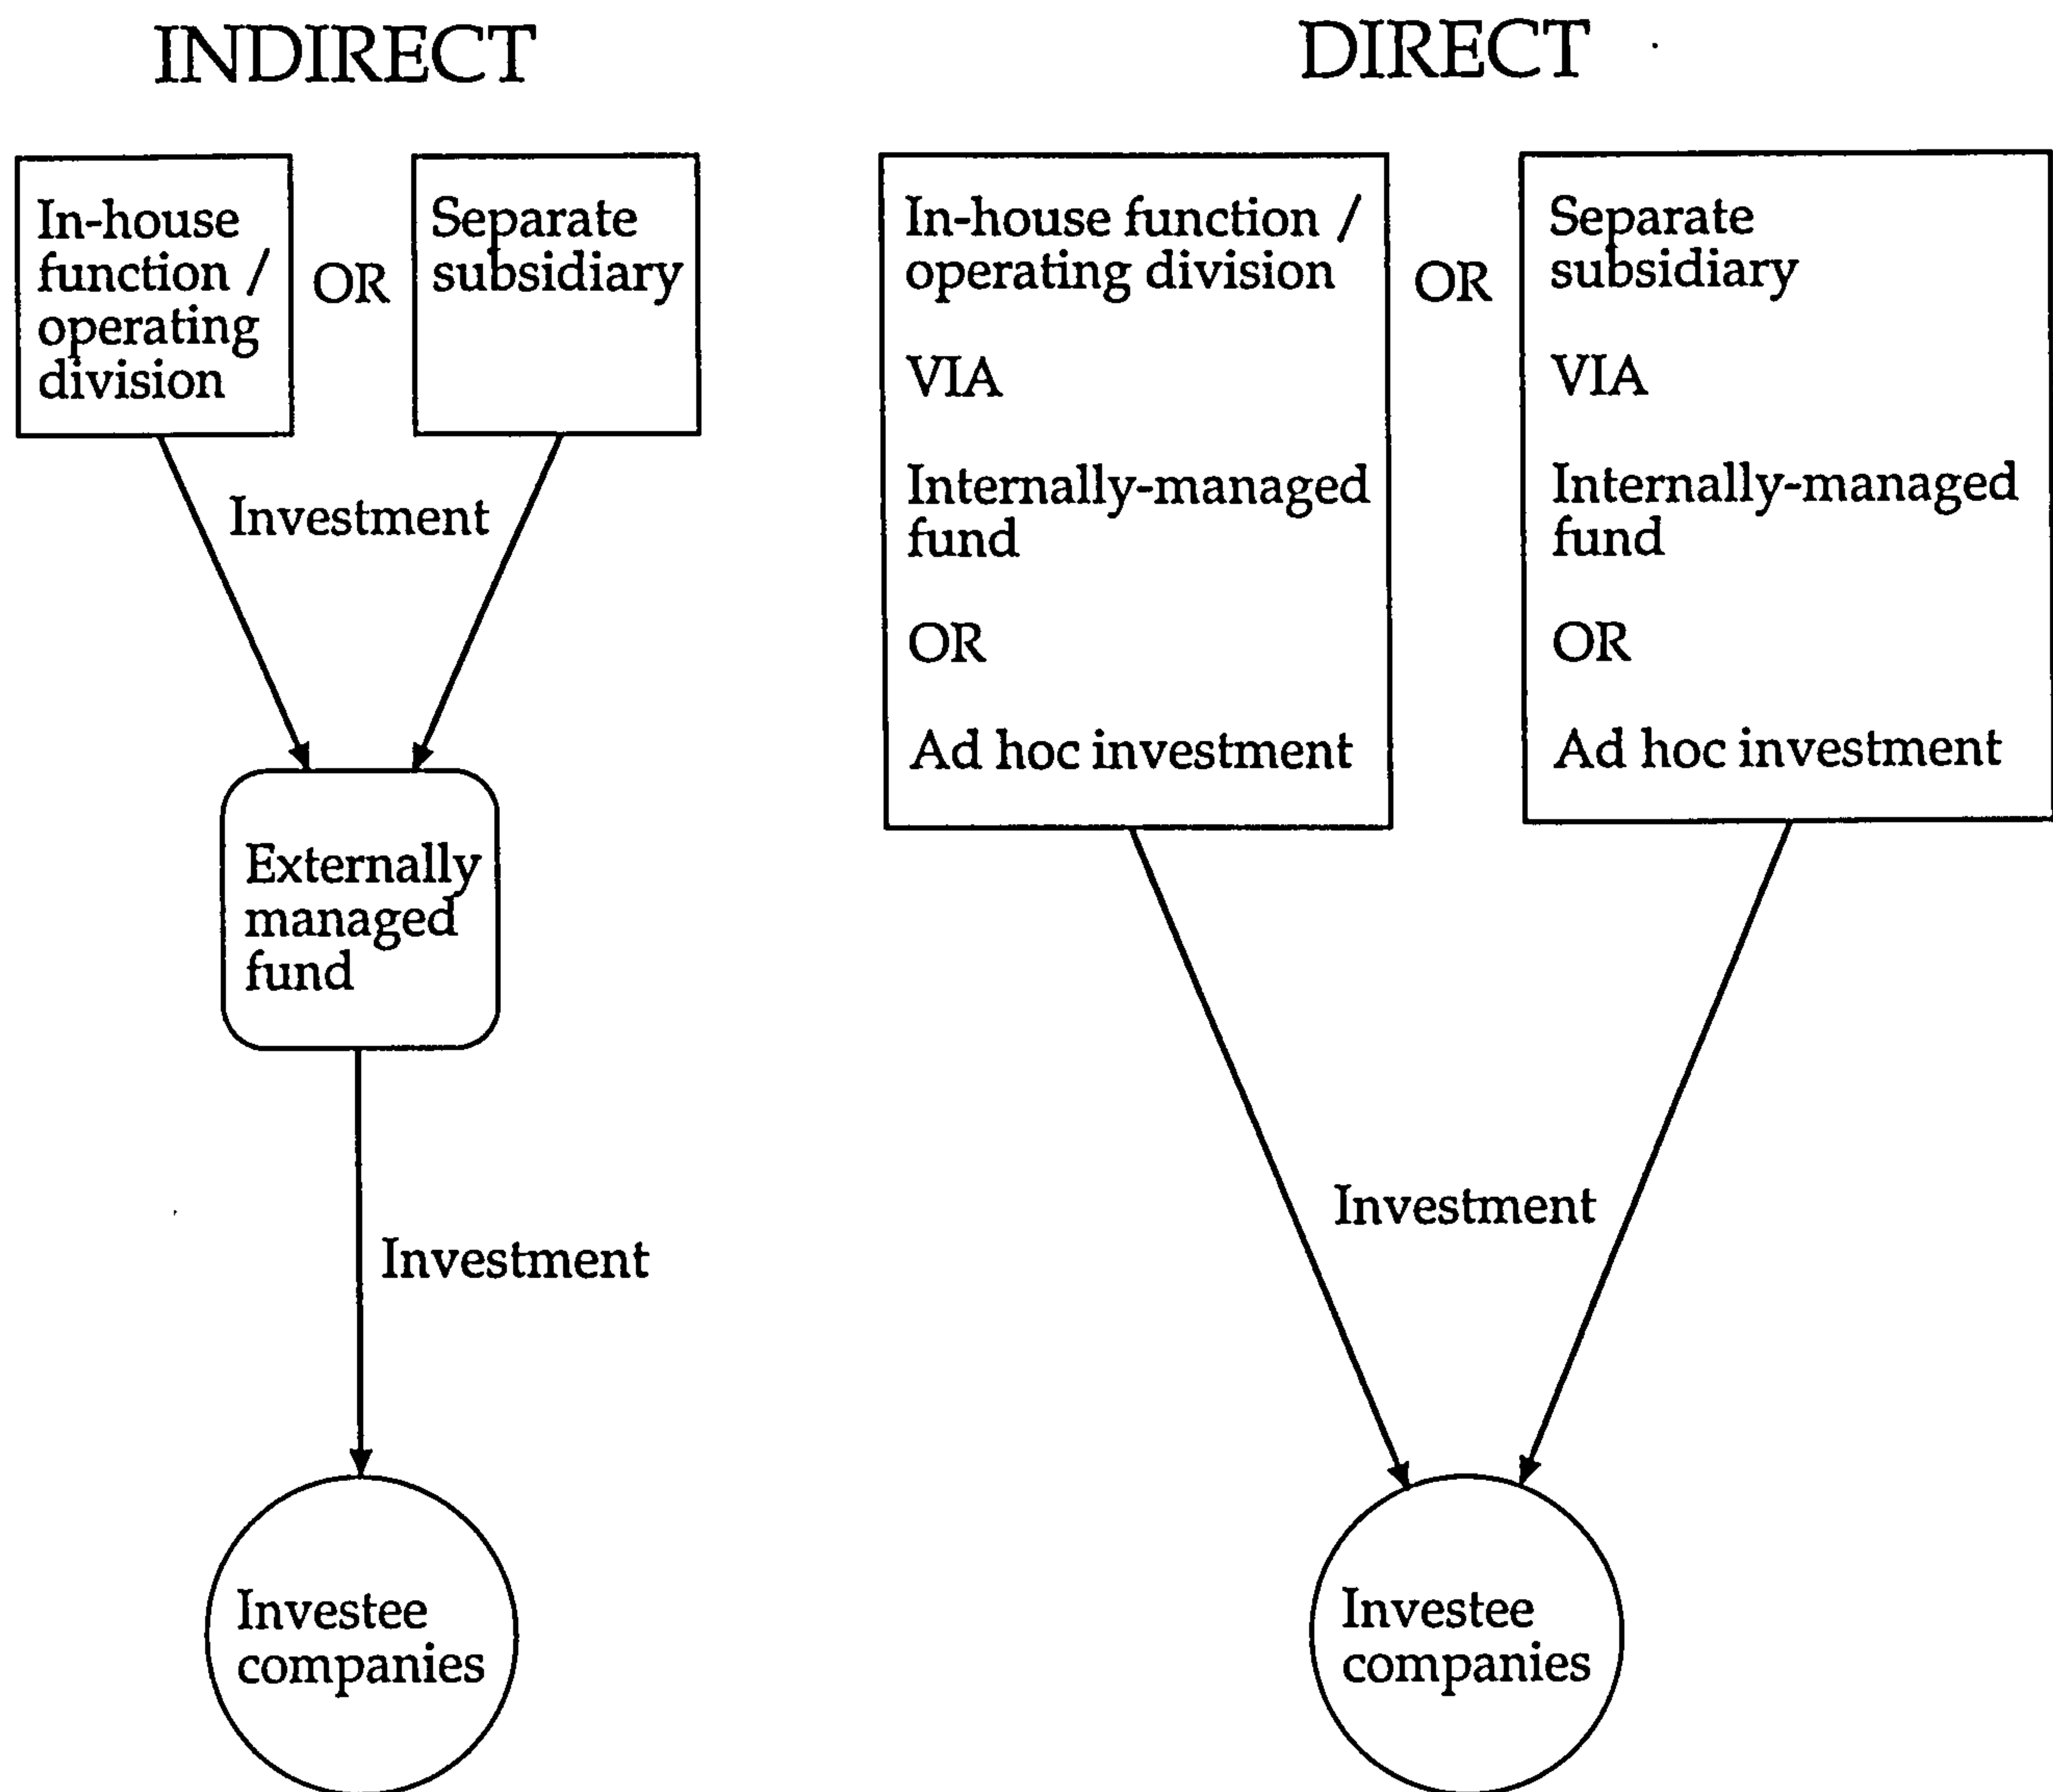 INDIRECT
In-house
function /
operating
division
OR
Separate
subsidiary
Investment
Externally
managed
fund
Investment
Investee
companies
DIRECT
In-house function /
operating division
VIA
Internally-managed
fund
OR
Ad hoc investment
OR
Separate
subsidiary
VIA
Internally-managed
fund
OR
Ad hoc investment
Investment
Investee
companies